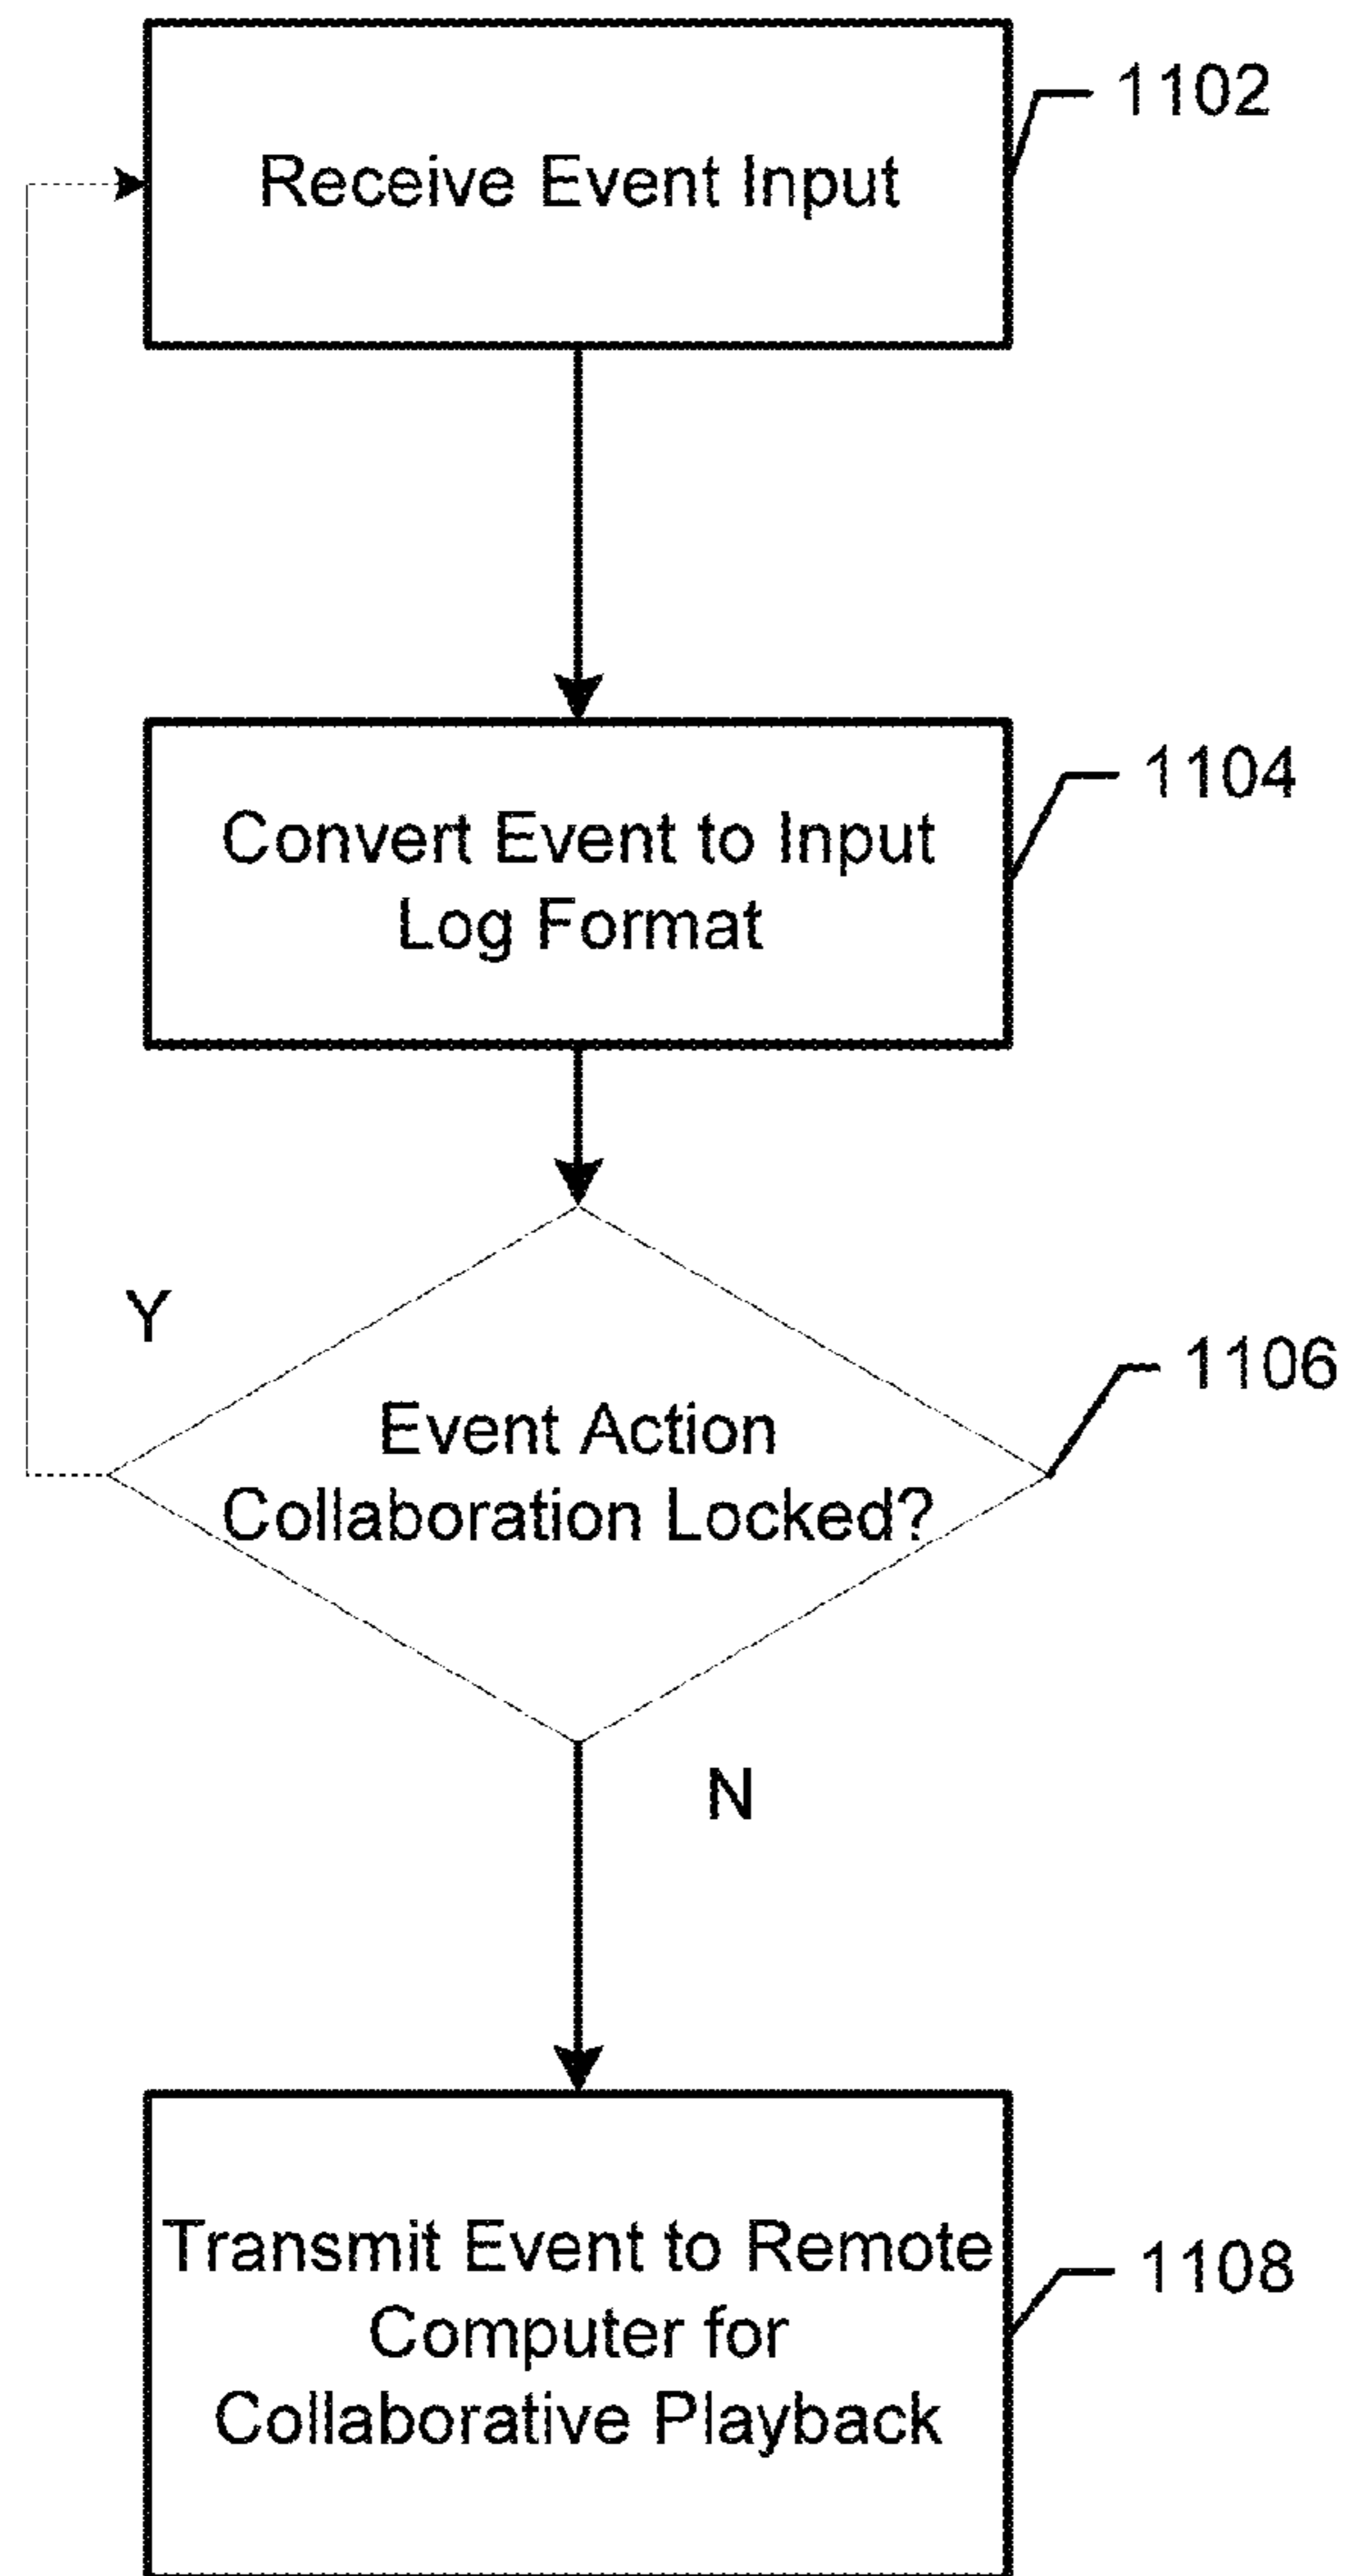 1102
Receive Event Input
1104
Convert Event to Input
Log Format
Y
1106
Event Action
Collaboration Locked?
N
Transmit Event to Remote
1108
Computer for
Collaborative Playback